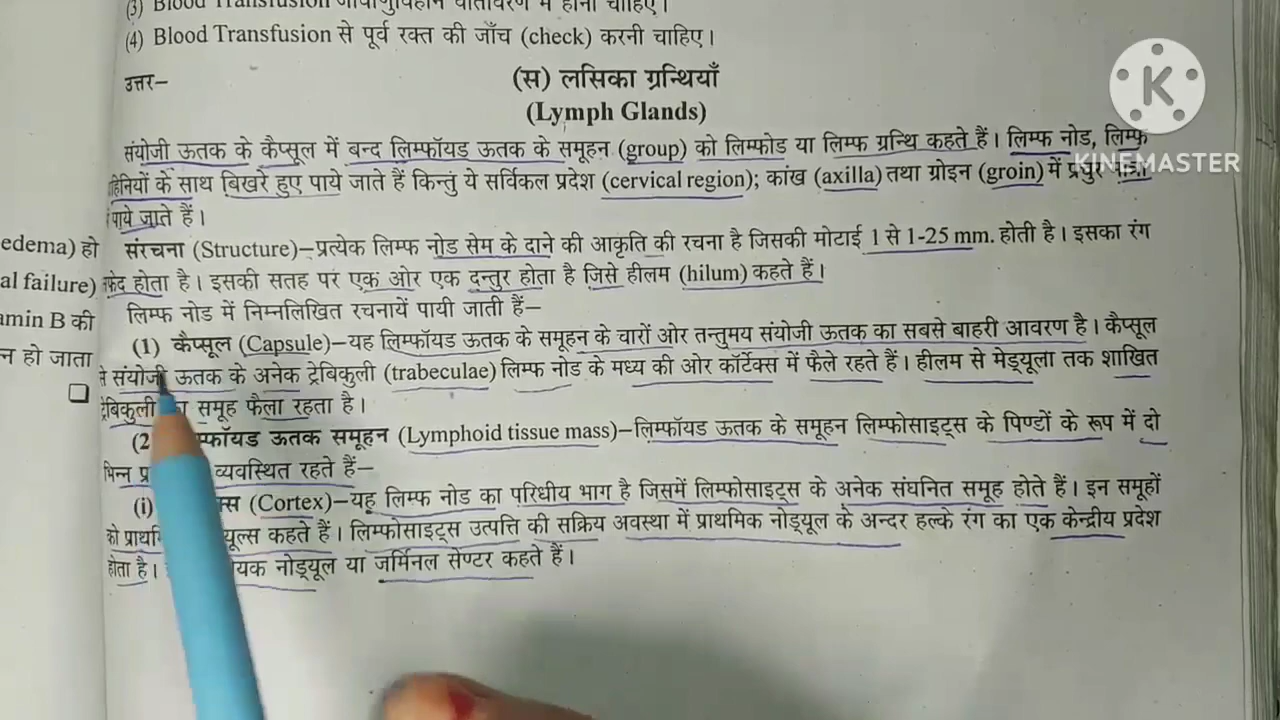 (3) Blood Transfusion जीवाणुविहीन वातावरण में होना चाहिए।
(4) Blood Transfusion से पूर्व रक्त की जाँच (check) करनी चाहिए।
उत्तर– (स) लसिका ग्रन्थियाँ
(Lymph Glands)
संयोजी ऊतक के कैप्सूल में बन्द लिम्फॉयड ऊतक के समूहन (group) को लिम्फोड या लिम्फ ग्रन्थि कहते हैं। लिम्फ नोड, लिम्फ
के साथ बिखरे हुए पाये जाते हैं किन्तु ये सर्विकल प्रदेश (cervical region); कांख (axilla) तथा ग्रोइन (groin) में प्रचुर मात्रा
पाये जाते हैं।
संरचना (Structure)–प्रत्येक लिम्फ नोड सेम के दाने की आकृति की रचना है जिसकी मोटाई 1 से 1-25 mm. होती है। इसका रंग
सफेद होता है। इसकी सतह पर एक ओर एक दन्तुर होता है जिसे हीलम (hilum) कहते हैं।
लिम्फ नोड में निम्नलिखित रचनायें पायी जाती हैं–
(1) कैप्सूल (Capsule)–यह लिम्फॉयड ऊतक के समूहन के चारों ओर तन्तुमय संयोजी ऊतक का सबसे बाहरी आवरण है। कैप्सूल
से संयोजी ऊतक के अनेक ट्रेबिकुली (trabeculae) लिम्फ नोड के मध्य की ओर कॉर्टेक्स में फैले रहते हैं। हीलम से मेड्यूला तक शाखित
ट्रेबिकुली का समूह फैला रहता है।
(2 म्फॉयड ऊतक समूहन (Lymphoid tissue mass)–लिम्फॉयड ऊतक के समूहन लिम्फोसाइट्स के पिण्डों के रूप में दो
भिन्न प्र व्यवस्थित रहते हैं–
(i) क्स (Cortex)–यह लिम्फ नोड का परिधीय भाग है जिसमें लिम्फोसाइट्स के अनेक संघनित समूह होते हैं। इन समूहों
को प्राथमि यूल्स कहते हैं। लिम्फोसाइट्स उत्पत्ति की सक्रिय अवस्था में प्राथमिक नोड्यूल के अन्दर हल्के रंग का एक केन्द्रीय प्रदेश
होता है। यक नोड्यूल या जर्मिनल सेण्टर कहते हैं।
edema) हो
al failure)
amin B की
न हो जाता
K
KINEMASTER